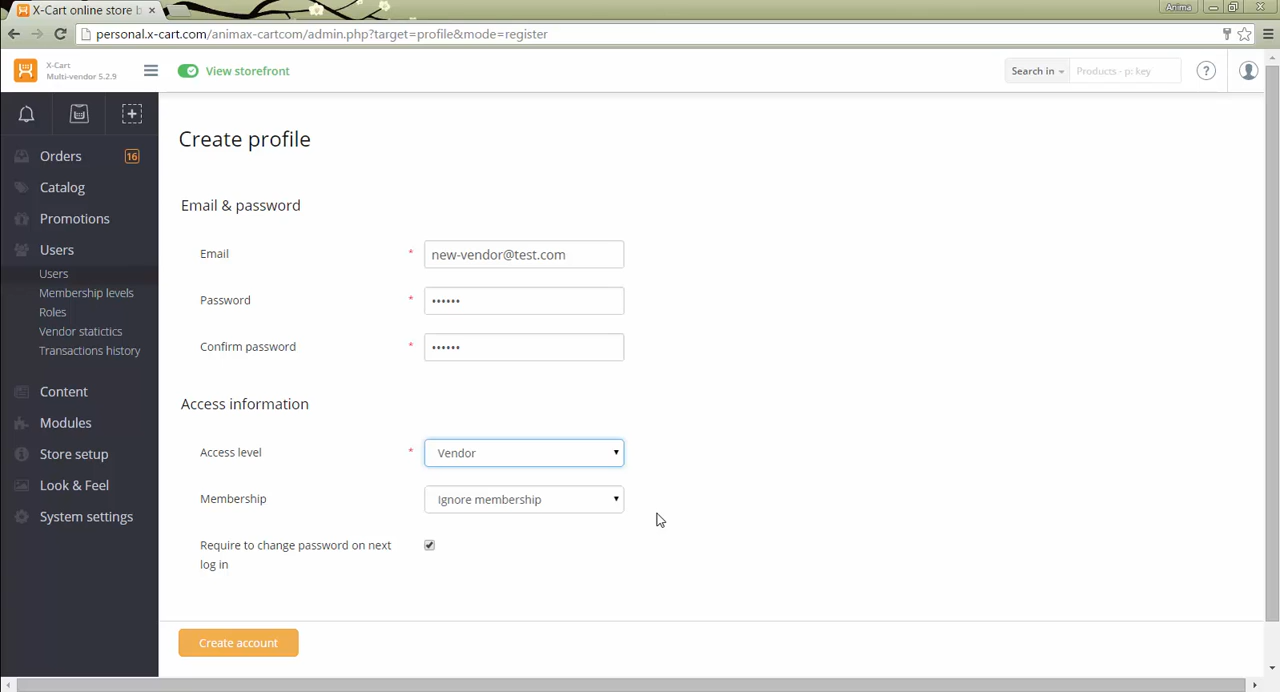 X-Cart online store b
Anima
personal.x-cart.com/animax-cartcom/admin.php?target=profile&mode=register
X-Cart
Multi-vendor 5.2.9
View storefront
Search in
Products - p: key
?
Orders 16
Catalog
Promotions
Users
Users
Membership levels
Roles
Vendor statictics
Transactions history
Content
Modules
Store setup
Look & Feel
System settings
Create profile
Email & password
Email * new-vendor@test.com
Password * ••••••
Confirm password * ••••••
Access information
Access level * Vendor
Membership Ignore membership
Require to change password on next
log in
Create account